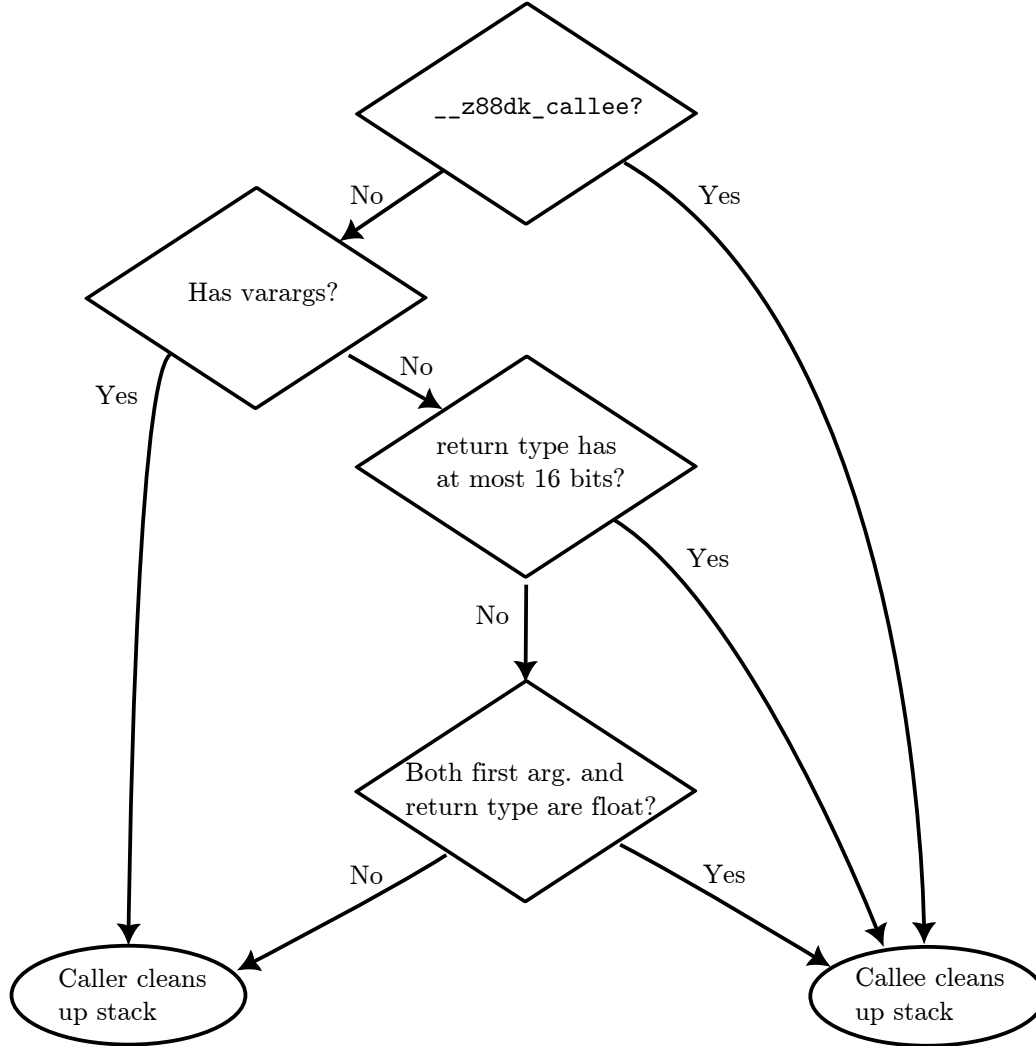 __z88dk_callee?
No
Yes
Has varargs?
No
Yes
return type has
at most 16 bits?
Yes
No
Both first arg. and
return type are float?
No
Yes
Caller cleans
up stack
Callee cleans
up stack